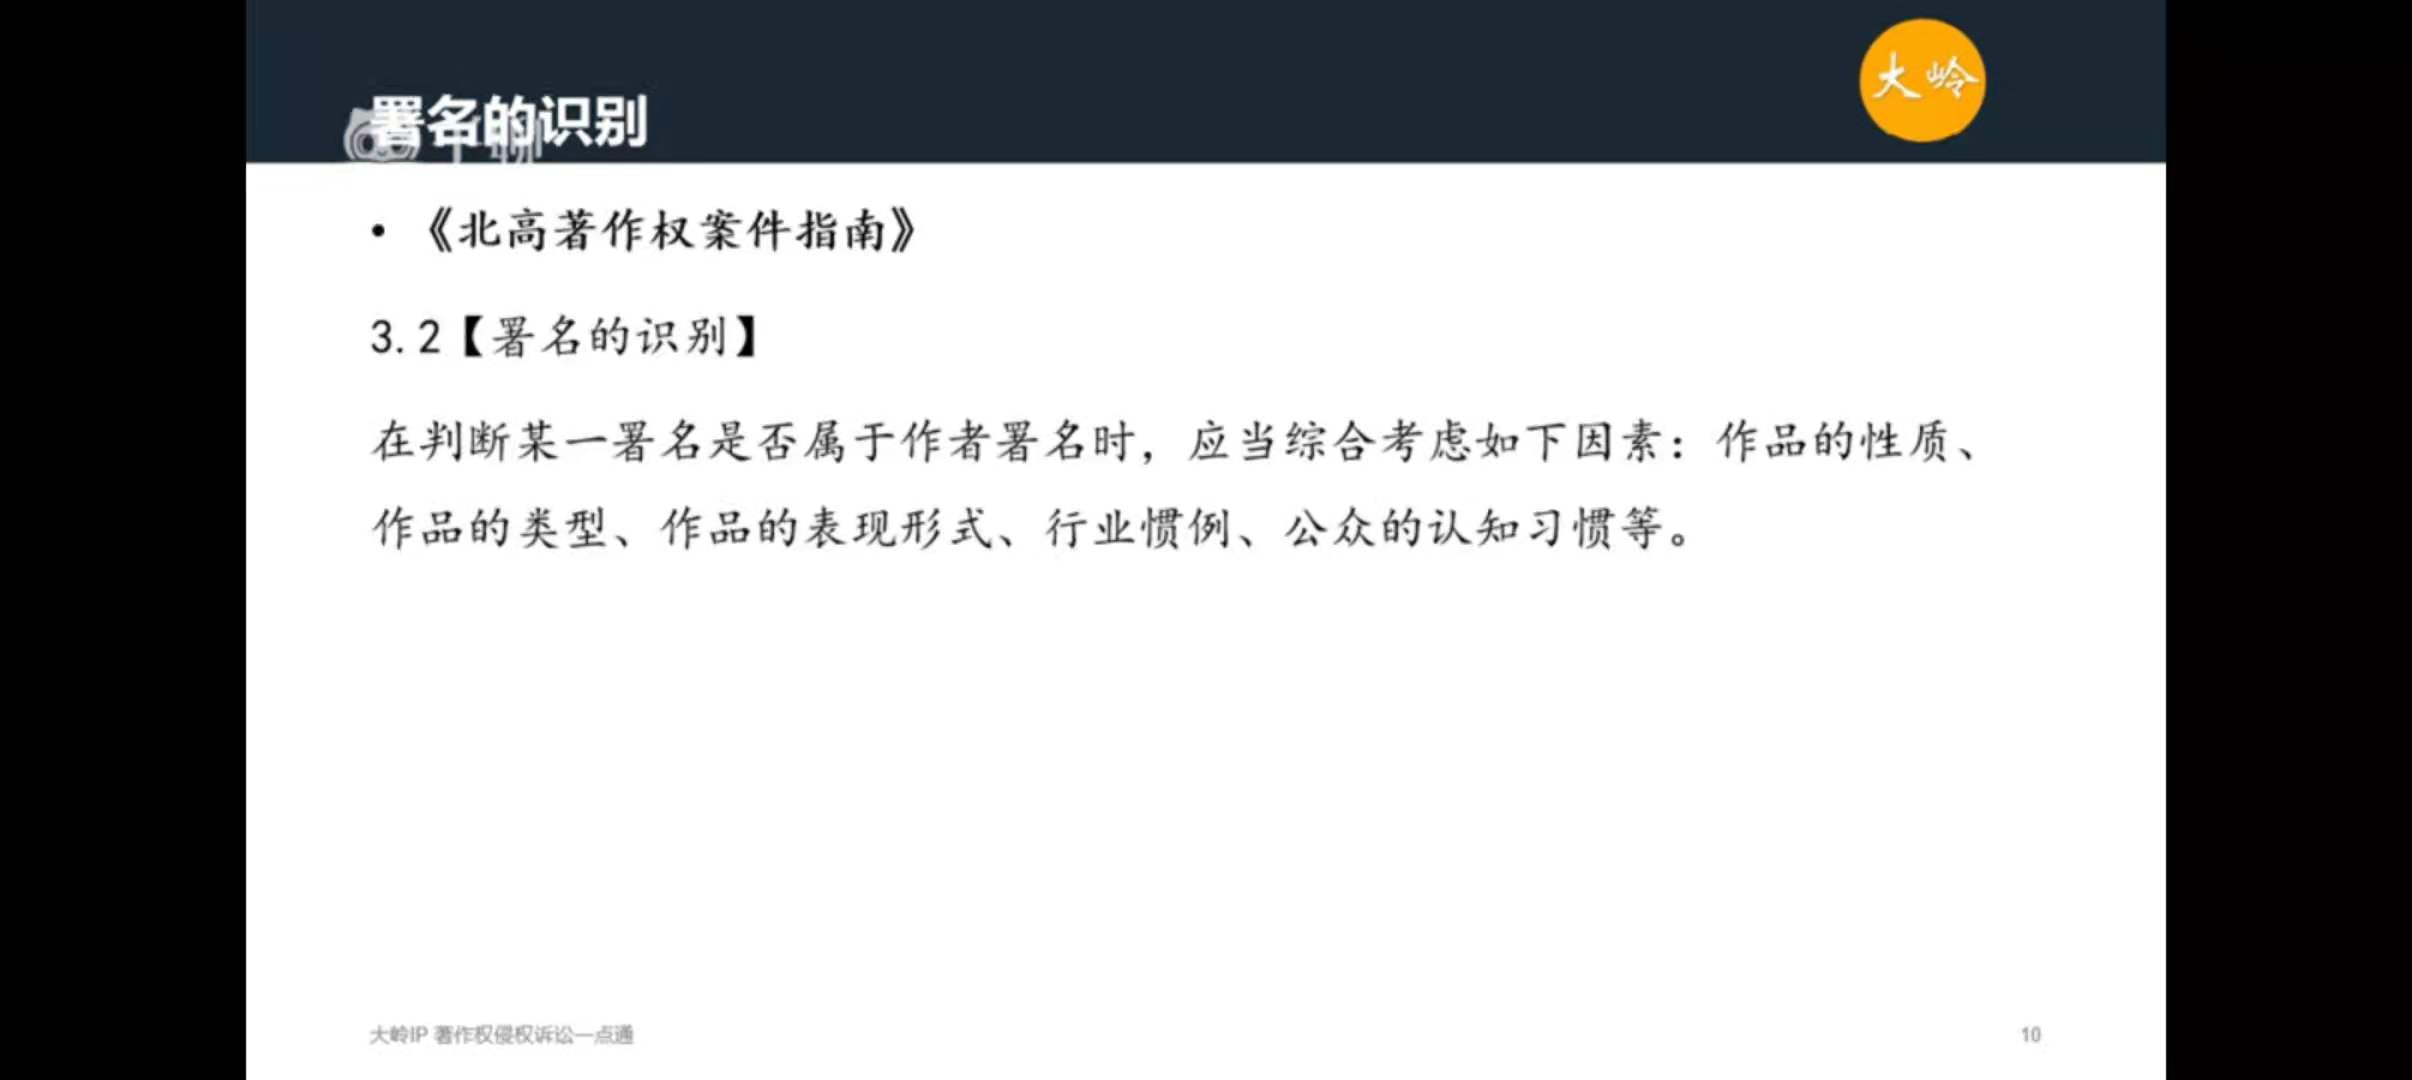 大岭
署名的识别
• 《北高著作权案件指南》
3.2【署名的识别】
在判断某一署名是否属于作者署名时，应当综合考虑如下因素：作品的性质、
作品的类型、作品的表现形式、行业惯例、公众的认知习惯等。
大岭IP 著作权侵权诉讼一点通
10